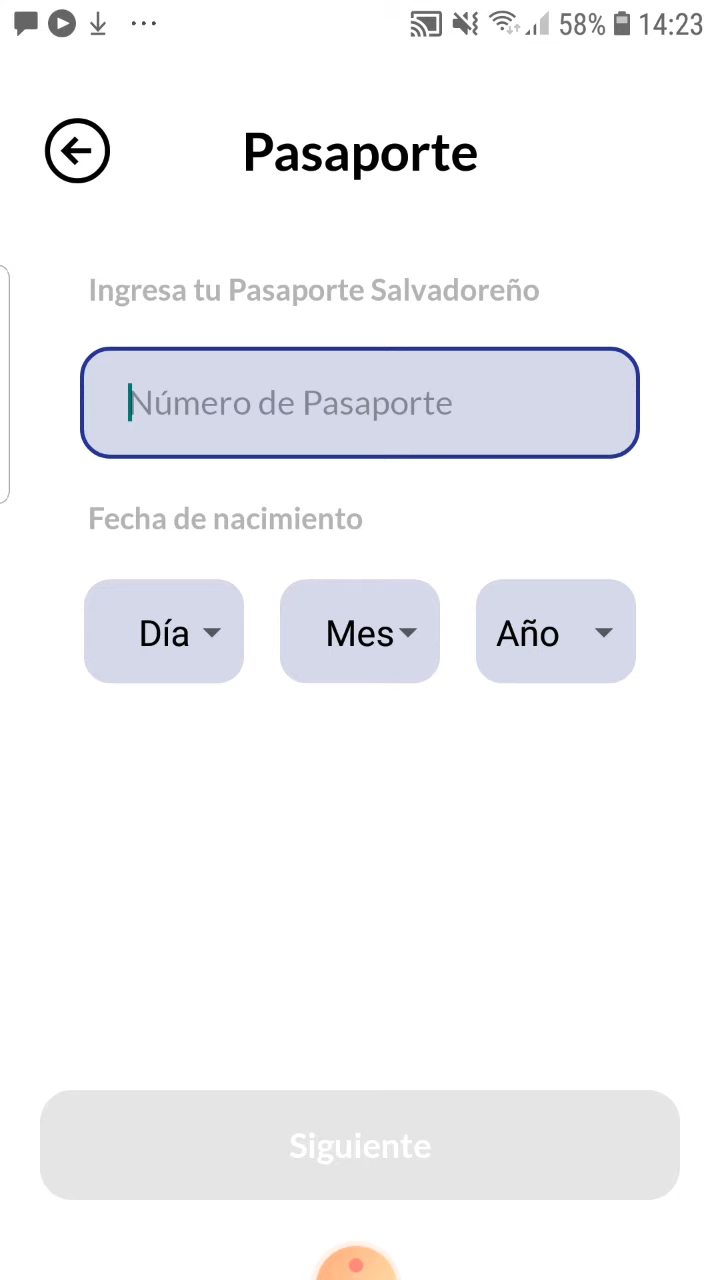 58% 14:23
Pasaporte
Ingresa tu Pasaporte Salvadoreño
Número de Pasaporte
Fecha de nacimiento
Día Mes Año
Siguiente